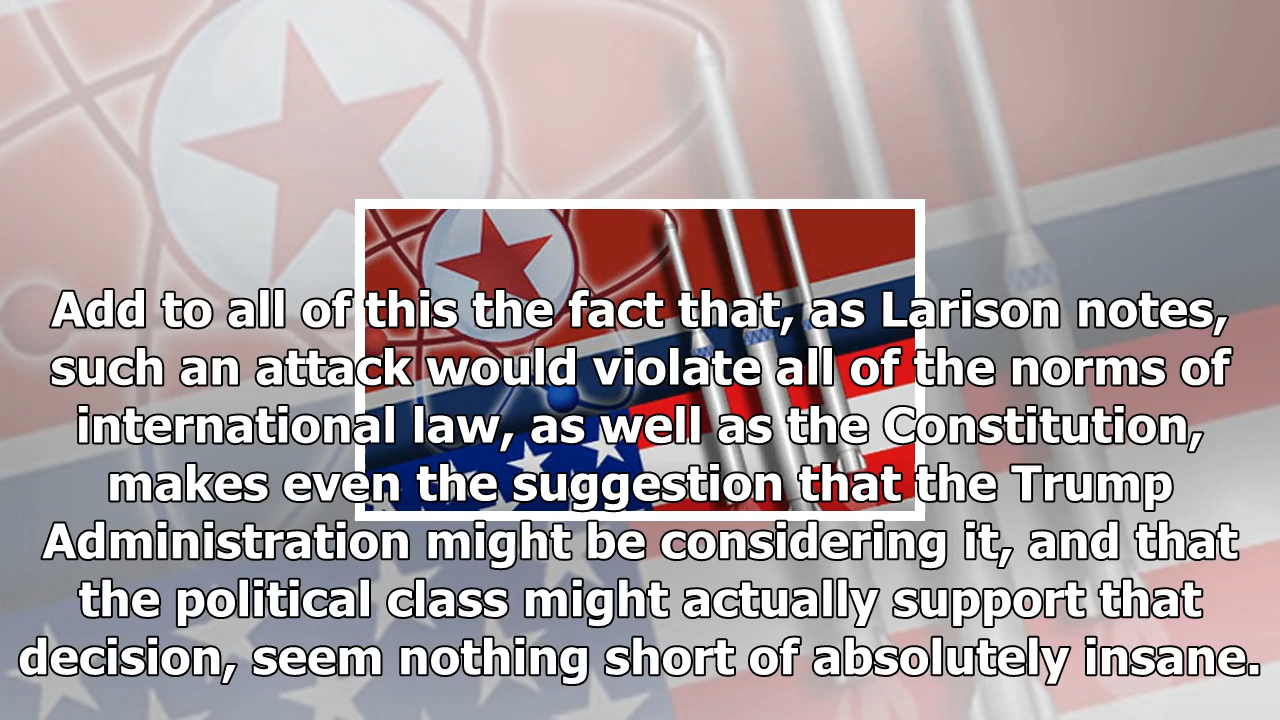 Add to all of this the fact that, as Larison notes,
such an attack would violate all of the norms of
international law, as well as the Constitution,
makes even the suggestion that the Trump
Administration might be considering it, and that
the political class might actually support that
decision, seem nothing short of absolutely insane.